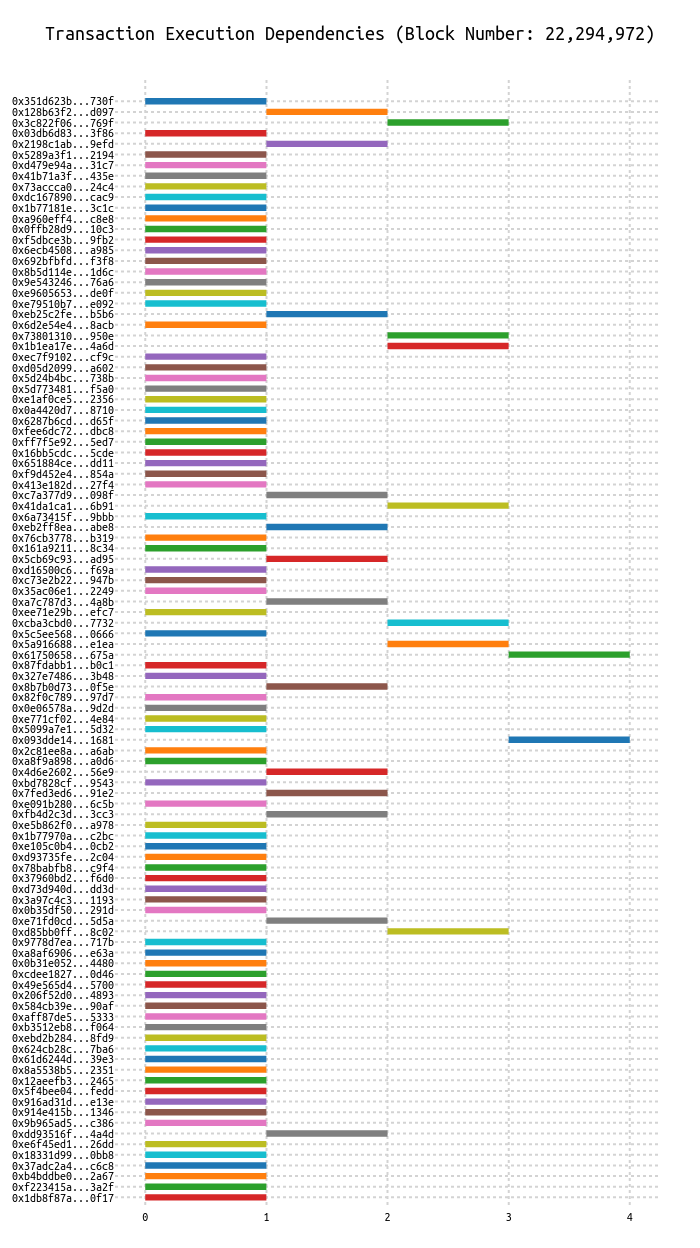 Transaction Execution Dependencies (Block Number: 22,294,972)
0x351d623b...730f
0x128b63f2...d097
0x3c822f06...769f
0x03db6d83...3f86
0x2198c1ab...9efd
0x5289a3f1...2194
0xd479e94a...31c7
0x41b71a3f...435e
0x73accca0...24c4
0xdc167890...cac9
0x1b77181e...3c1c
0xa960eff4...c8e8
0x0ffb28d9...10c3
0xf5dbce3b...9fb2
0x6ecb4508...a985
0x692bfbfd...f3f8
0x8b5d114e...1d6c
0x9e543246...76a6
0xe9605653...de0f
0xe79510b7...e092
0xeb25c2fe...b5b6
0x6d2e54e4...8acb
0x73801310...950e
0x1b1ea17e...4a6d
0xec7f9102...cf9c
0xd05d2099...a602
0x5d24b4bc...738b
0x5d773481...f5a0
0xe1af0ce5...2356
0x0a4420d7...8710
0x6287b6cd...d65f
0xfee6dc72...dbc8
0xff7f5e92...5ed7
0x16bb5cdc...5cde
0x651884ce...dd11
0xf9d452e4...854a
0x413e182d...27f4
0xc7a377d9...098f
0x41da1ca1...6b91
0x6a73415f...9bbb
0xeb2ff8ea...abe8
0x76cb3778...b319
0x161a9211...8c34
0x5cb69c93...ad95
0xd16500c6...f69a
0xc73e2b22...947b
0x35ac06e1...2249
0xa7c787d3...4a8b
0xee71e29b...efc7
0xcba3cbd0...7732
0x5c5ee568...0666
0x5a916688...e1ea
0x61750658...675a
0x87fdabb1...b0c1
0x327e7486...3b48
0x8b7b0d73...0f5e
0x82f0c789...97d7
0x0e06578a...9d2d
0xe771cf02...4e84
0x5099a7e1...5d32
0x093dde14...1681
0x2c81ee8a...a6ab
0xa8f9a898...a0d6
0x4d6e2602...56e9
0xbd7828cf...9543
0x7fed3ed6...91e2
0xe091b280...6c5b
0xfb4d2c3d...3cc3
0xe5b862f0...a978
0x1b77970a...c2bc
0xe105c0b4...0cb2
0xd93735fe...2c04
0x78babfb8...c9f4
0x37960bd2...f6d0
0xd73d940d...dd3d
0x3a97c4c3...1193
0x0b35df50...291d
0xe71fd0cd...5d5a
0xd85bb0ff...8c02
0x9778d7ea...717b
0xa8af6906...e63a
0x0b31e052...4480
0xcdee1827...0d46
0x49e565d4...5700
0x206f52d0...4893
0x584cb39e...90af
0xaff87de5...5333
0xb3512eb8...f064
0xebd2b284...8fd9
0x624cb28c...7ba6
0x61d6244d...39e3
0x8a5538b5...2351
0x12aeefb3...2465
0x5f4bee04...fedd
0x916ad31d...e13e
0x914e415b...1346
0x9b965ad5...c386
0xdd93516f...4a4d
0xe6f45ed1...26dd
0x18331d99...0bb8
0x37adc2a4...c6c8
0xb4bddbe0...2a67
0xf223415a...3a2f
0x1db8f87a...0f17
0 1 2 3 4